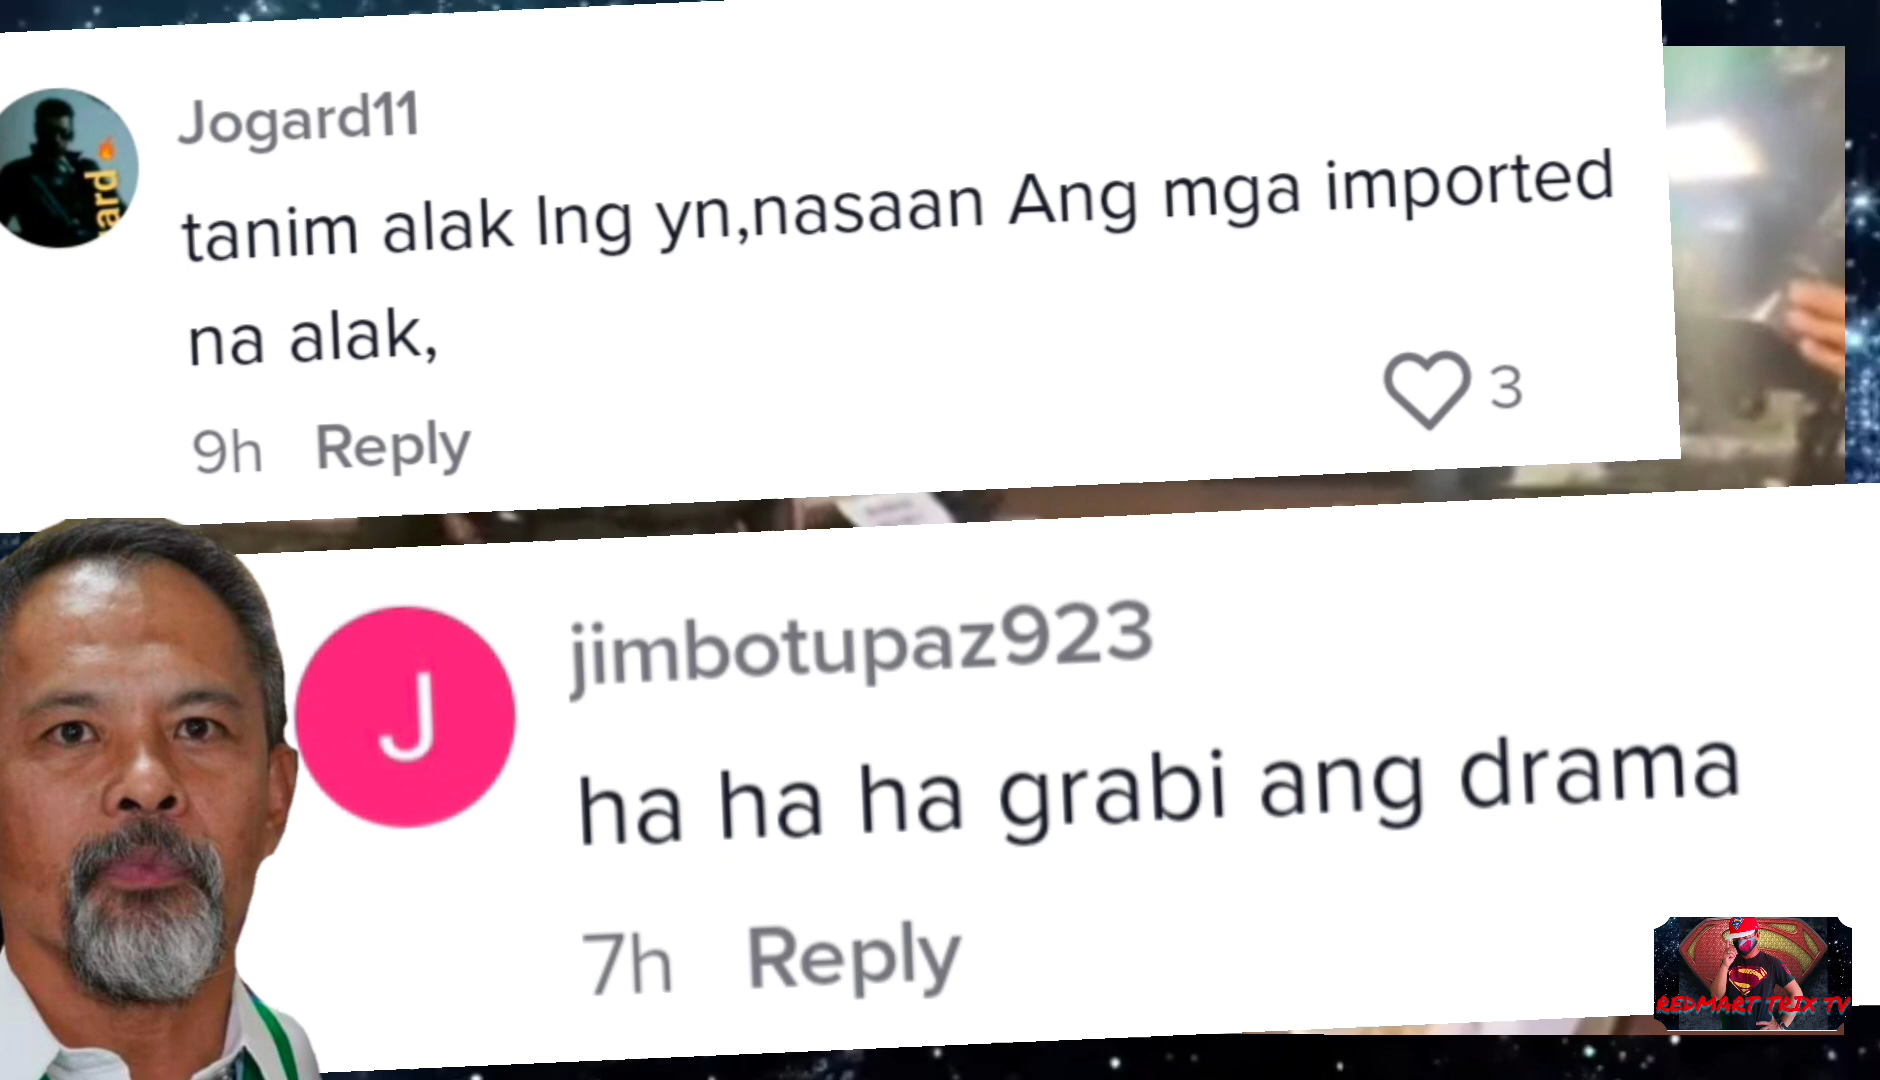 Jogard11
ard
tanim alak lng yn,nasaan Ang mga imported
na alak,
3
9h Reply
J
jimbotupaz923
ha ha ha grabi ang drama
7h Reply
REDMART TRIX TV